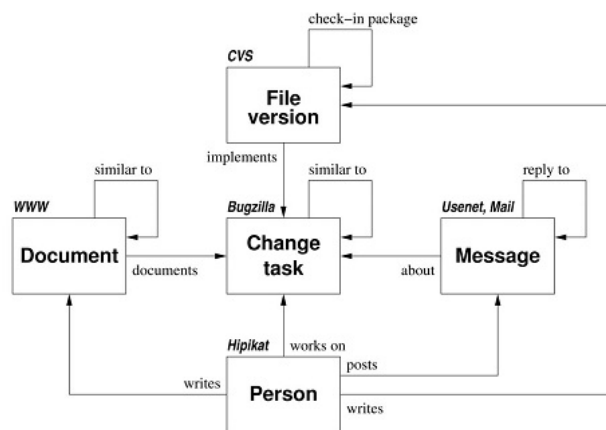 check-in package
CVS
File
version
implements
similar to
similar to
reply to
WWW
Bugzilla
Usenet, Mail
Document
Change
task
Message
documents
about
Hipikat
works on
posts
writes
Person
writes